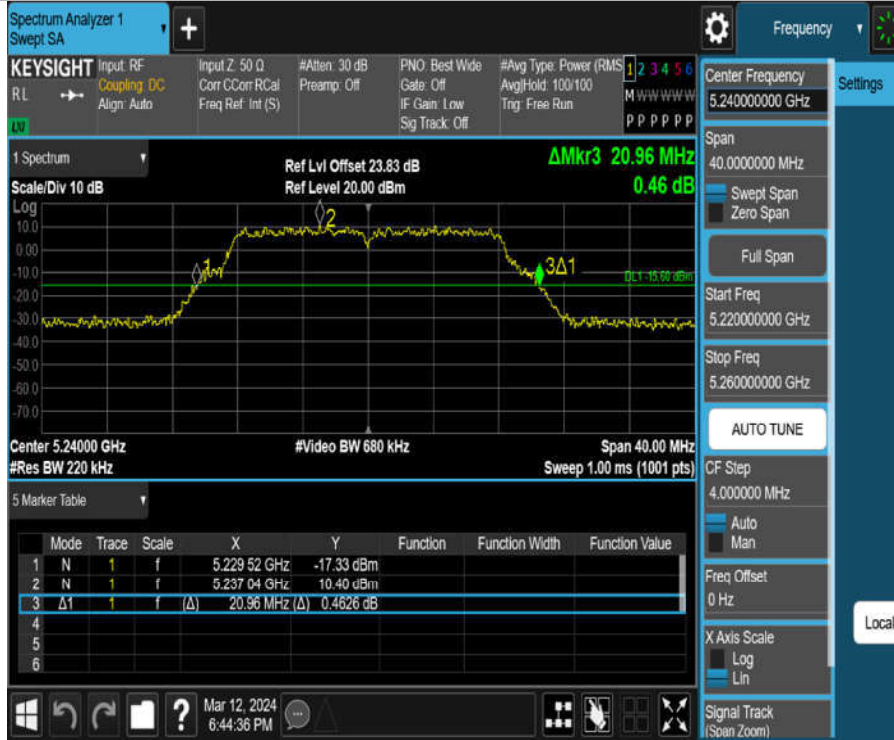 Spectrum Analyzer 1
Swept SA
+
Frequency
KEYSIGHT
RL
LXI
Input: RF
Coupling: DC
Align: Auto
Input Z: 50 Ω
Corr CCorr RCal
Freq Ref: Int (S)
#Atten: 30 dB
Preamp: Off
PNO: Best Wide
Gate: Off
IF Gain: Low
Sig Track: Off
#Avg Type: Power (RMS
Avg|Hold: 100/100
Trig: Free Run
1 2 3 4 5 6
M W W W W W
P P P P P P
1 Spectrum
Scale/Div 10 dB
Ref Lvl Offset 23.83 dB
Ref Level 20.00 dBm
ΔMkr3 20.96 MHz
0.46 dB
Log
10.0
0.00
-10.0
-20.0
-30.0
-40.0
-50.0
-60.0
-70.0
1
2
3Δ1
DL1 -15.60 dBm
Center 5.24000 GHz
#Res BW 220 kHz
#Video BW 680 kHz
Span 40.00 MHz
Sweep 1.00 ms (1001 pts)
5 Marker Table
Mode Trace Scale X Y Function Function Width Function Value
1 N 1 f 5.229 52 GHz -17.33 dBm
2 N 1 f 5.237 04 GHz 10.40 dBm
3 Δ1 1 f (Δ) 20.96 MHz (Δ) 0.4626 dB
4
5
6
?
Mar 12, 2024
6:44:36 PM
Center Frequency
5.240000000 GHz
Settings
Span
40.0000000 MHz
Swept Span
Zero Span
Full Span
Start Freq
5.220000000 GHz
Stop Freq
5.260000000 GHz
AUTO TUNE
CF Step
4.000000 MHz
Auto
Man
Freq Offset
0 Hz
Local
X Axis Scale
Log
Lin
Signal Track
(Span Zoom)